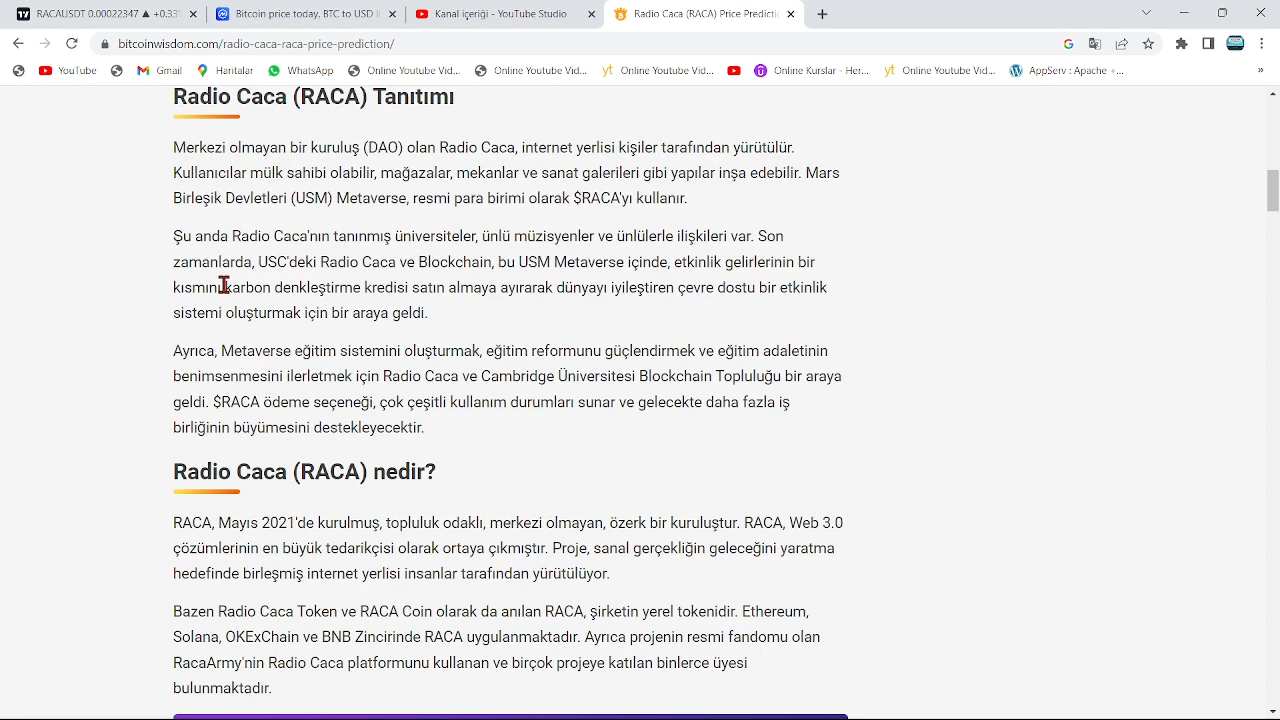 RACAUSDT 0.00022347 ▲ +0.33%
Bitcoin price today, BTC to USD li
Kanal içeriği - YouTube Studio
Radio Caca (RACA) Price Predictio
bitcoinwisdom.com/radio-caca-raca-price-prediction/
YouTube
Gmail
Haritalar
WhatsApp
Online Youtube Vid...
Online Youtube Vid...
Online Youtube Vid...
Online Kurslar - Her...
Online Youtube Vid...
AppServ : Apache +...
Radio Caca (RACA) Tanıtımı
Merkezi olmayan bir kuruluş (DAO) olan Radio Caca, internet yerlisi kişiler tarafından yürütülür.
Kullanıcılar mülk sahibi olabilir, mağazalar, mekanlar ve sanat galerileri gibi yapılar inşa edebilir. Mars
Birleşik Devletleri (USM) Metaverse, resmi para birimi olarak $RACA'yı kullanır.
Şu anda Radio Caca'nın tanınmış üniversiteler, ünlü müzisyenler ve ünlülerle ilişkileri var. Son
zamanlarda, USC'deki Radio Caca ve Blockchain, bu USM Metaverse içinde, etkinlik gelirlerinin bir
kısmını karbon denkleştirme kredisi satın almaya ayırarak dünyayı iyileştiren çevre dostu bir etkinlik
sistemi oluşturmak için bir araya geldi.
Ayrıca, Metaverse eğitim sistemini oluşturmak, eğitim reformunu güçlendirmek ve eğitim adaletinin
benimsenmesini ilerletmek için Radio Caca ve Cambridge Üniversitesi Blockchain Topluluğu bir araya
geldi. $RACA ödeme seçeneği, çok çeşitli kullanım durumları sunar ve gelecekte daha fazla iş
birliğinin büyümesini destekleyecektir.
Radio Caca (RACA) nedir?
RACA, Mayıs 2021'de kurulmuş, topluluk odaklı, merkezi olmayan, özerk bir kuruluştur. RACA, Web 3.0
çözümlerinin en büyük tedarikçisi olarak ortaya çıkmıştır. Proje, sanal gerçekliğin geleceğini yaratma
hedefinde birleşmiş internet yerlisi insanlar tarafından yürütülüyor.
Bazen Radio Caca Token ve RACA Coin olarak da anılan RACA, şirketin yerel tokenidir. Ethereum,
Solana, OKExChain ve BNB Zincirinde RACA uygulanmaktadır. Ayrıca projenin resmi fandomu olan
RacaArmy'nin Radio Caca platformunu kullanan ve birçok projeye katılan binlerce üyesi
bulunmaktadır.